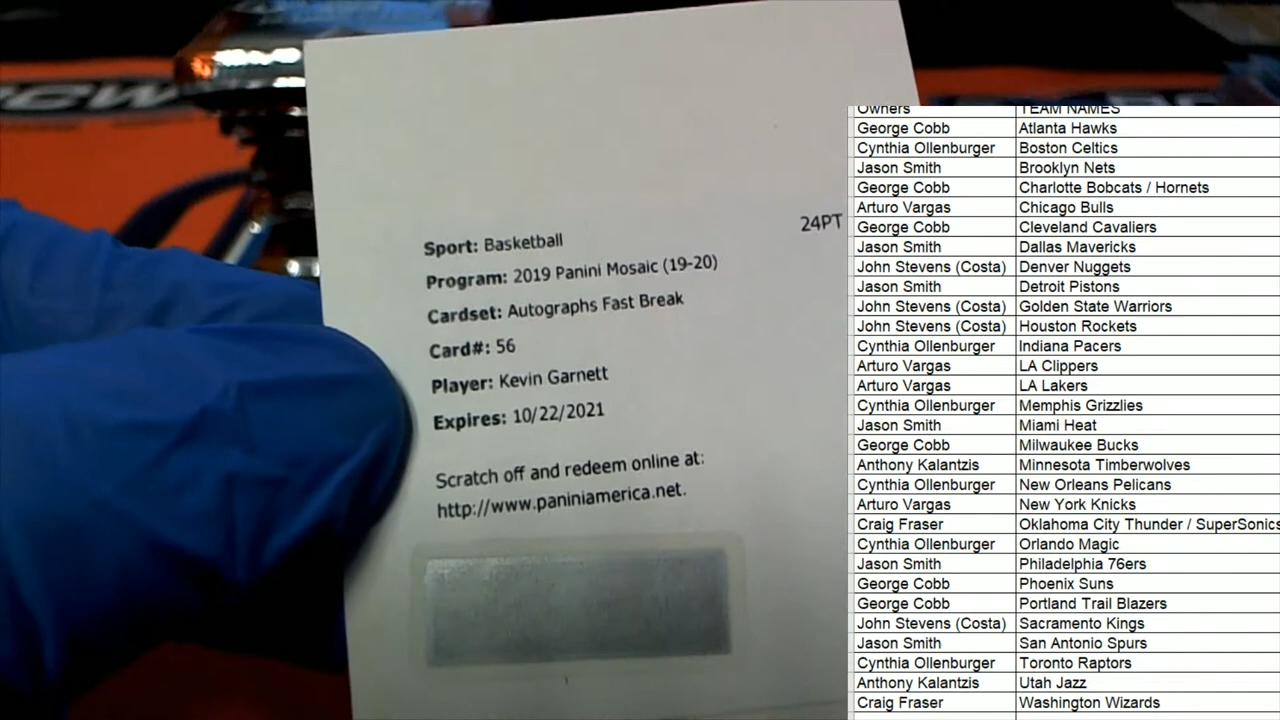 CW
24PT
Sport: Basketball
Program: 2019 Panini Mosaic (19-20)
Cardset: Autographs Fast Break
Card#: 56
Player: Kevin Garnett
Expires: 10/22/2021
Scratch off and redeem online at:
http://www.paniniamerica.net.
Owners TEAM NAMES
George Cobb Atlanta Hawks
Cynthia Ollenburger Boston Celtics
Jason Smith Brooklyn Nets
George Cobb Charlotte Bobcats / Hornets
Arturo Vargas Chicago Bulls
George Cobb Cleveland Cavaliers
Jason Smith Dallas Mavericks
John Stevens (Costa) Denver Nuggets
Jason Smith Detroit Pistons
John Stevens (Costa) Golden State Warriors
John Stevens (Costa) Houston Rockets
Cynthia Ollenburger Indiana Pacers
Arturo Vargas LA Clippers
Arturo Vargas LA Lakers
Cynthia Ollenburger Memphis Grizzlies
Jason Smith Miami Heat
George Cobb Milwaukee Bucks
Anthony Kalantzis Minnesota Timberwolves
Cynthia Ollenburger New Orleans Pelicans
Arturo Vargas New York Knicks
Craig Fraser Oklahoma City Thunder / SuperSonics
Cynthia Ollenburger Orlando Magic
Jason Smith Philadelphia 76ers
George Cobb Phoenix Suns
George Cobb Portland Trail Blazers
John Stevens (Costa) Sacramento Kings
Jason Smith San Antonio Spurs
Cynthia Ollenburger Toronto Raptors
Anthony Kalantzis Utah Jazz
Craig Fraser Washington Wizards